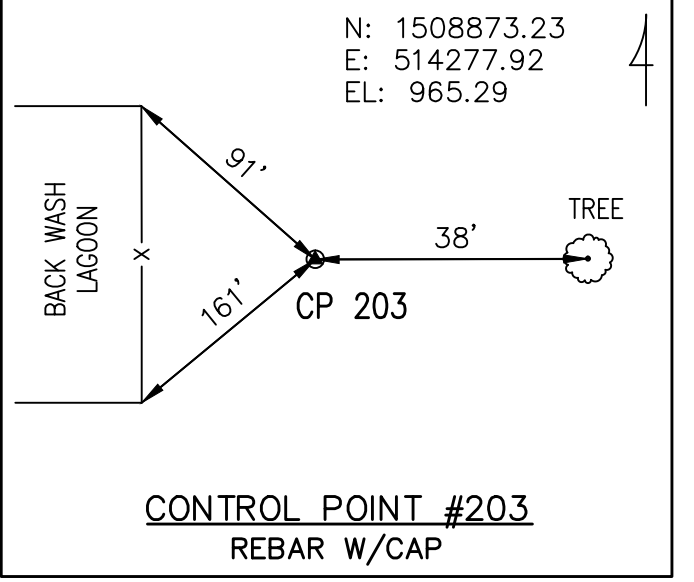 N: 1508873.23
E: 514277.92
EL: 965.29
91'
BACK WASH
LAGOON
X
TREE
38'
161'
CP 203
CONTROL POINT #203
REBAR W/CAP